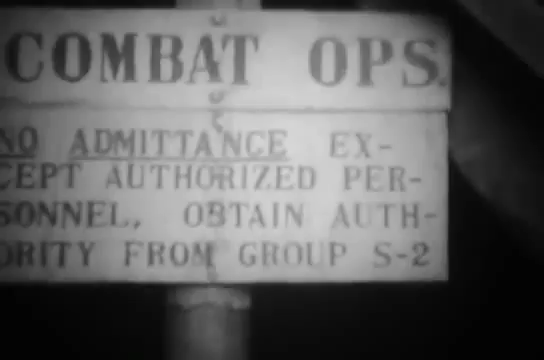 COMBAT OPS.
NO ADMITTANCE EX-
CEPT AUTHORIZED PER-
SONNEL, OBTAIN AUTH-
ORITY FROM GROUP S-2